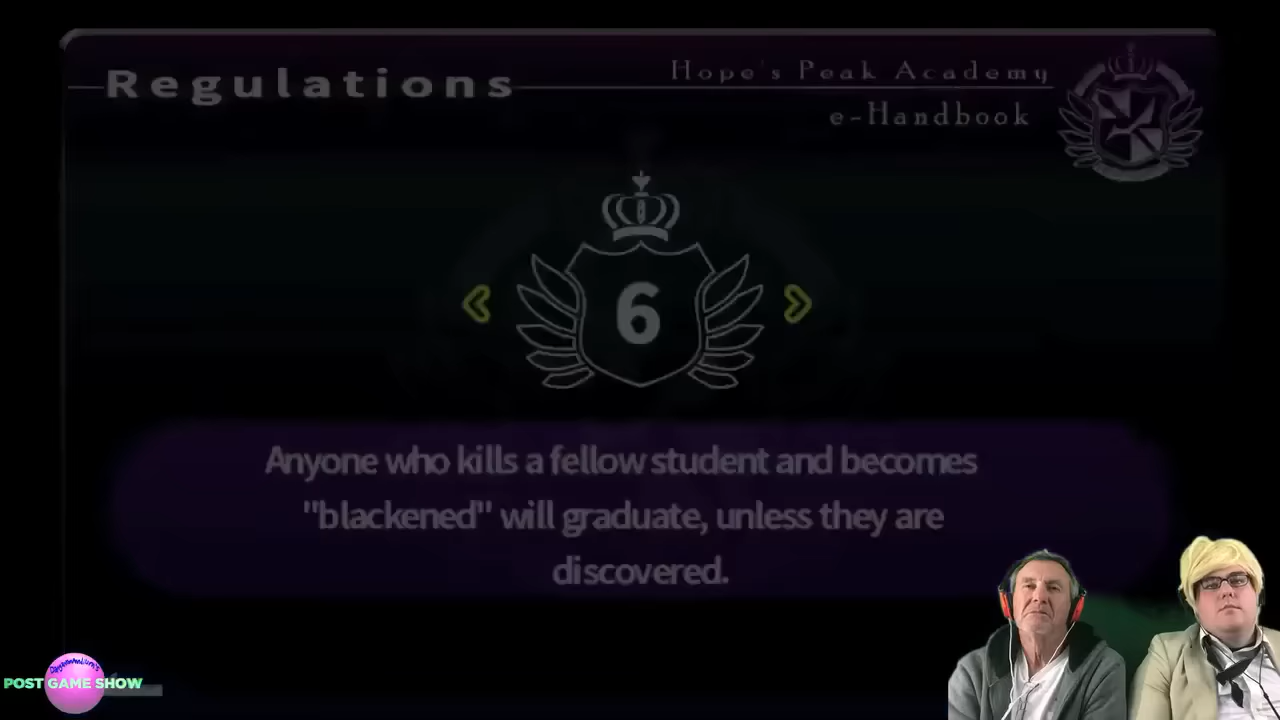 Regulations
Hope's Peak Academy
e-Handbook
6
Anyone who kills a fellow student and becomes
"blackened" will graduate, unless they are
discovered.
POST GAME SHOW